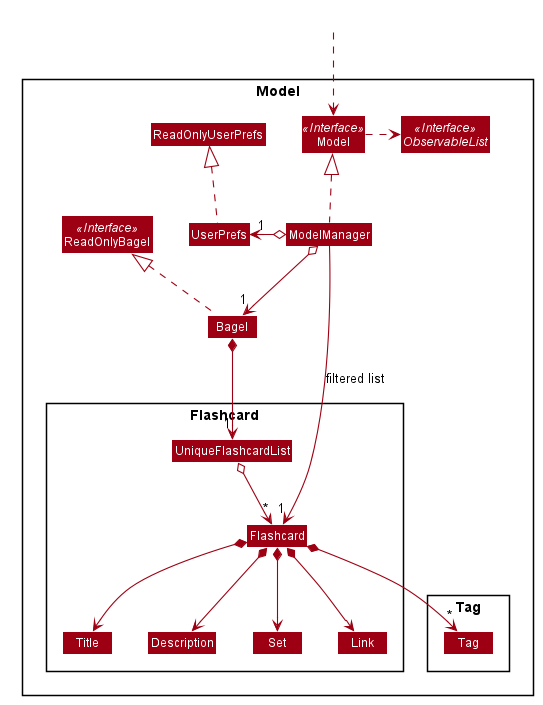 Model
ReadOnlyUserPrefs
«Interface»
Model
«Interface»
ObservableList
«Interface»
ReadOnlyBagel
UserPrefs
1
ModelManager
1
Bagel
filtered list
Flashcard
1
UniqueFlashcardList
*
1
Flashcard
Tag
*
Title
Description
Set
Link
Tag